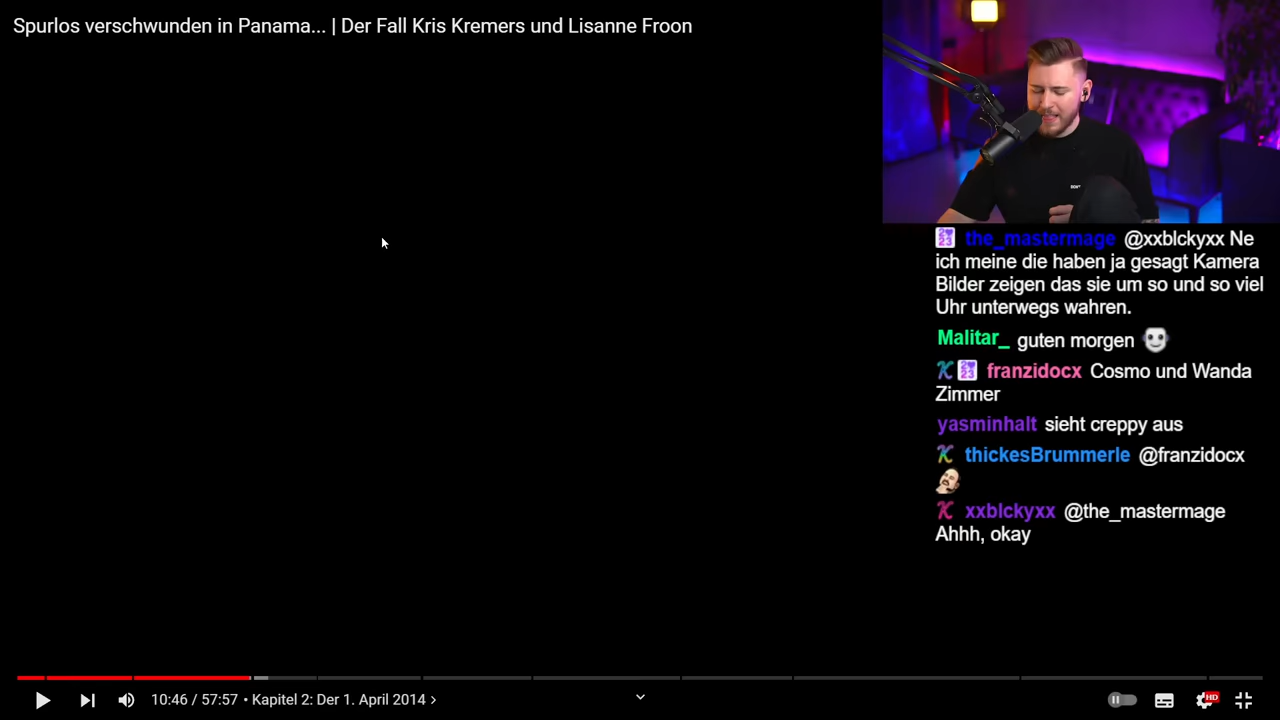 Spurlos verschwunden in Panama... | Der Fall Kris Kremers und Lisanne Froon
the_mastermage @xxblckyxx Ne
ich meine die haben ja gesagt Kamera
Bilder zeigen das sie um so und so viel
Uhr unterwegs wahren.
Malitar_ guten morgen
franzidocx Cosmo und Wanda
Zimmer
yasminhalt sieht creppy aus
thickesBrummerle @franzidocx
xxblckyxx @the_mastermage
Ahhh, okay
10:46 / 57:57 • Kapitel 2: Der 1. April 2014 >
HD